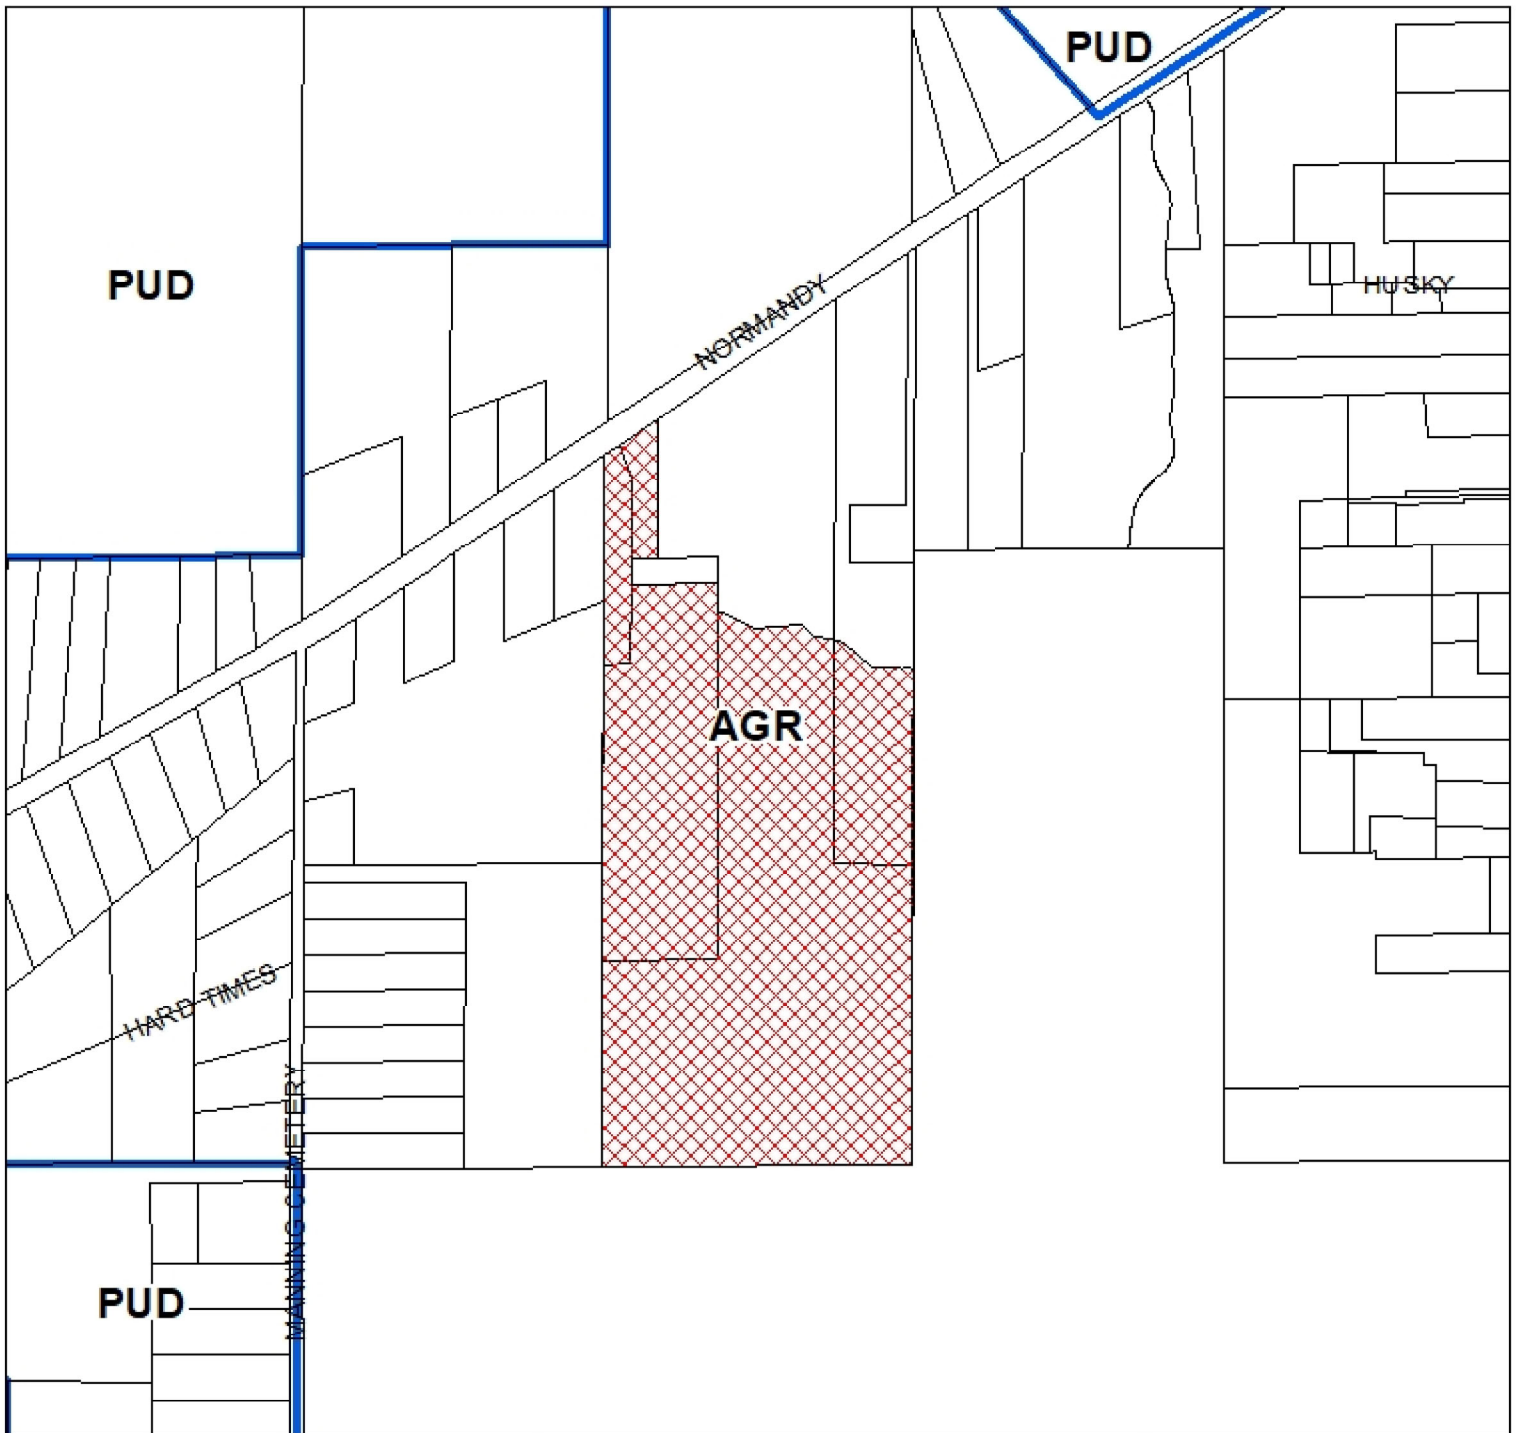 PUD
PUD
HUSKY
NORMANDY
AGR
HARD TIMES
MANNING CEMETERY
PUD